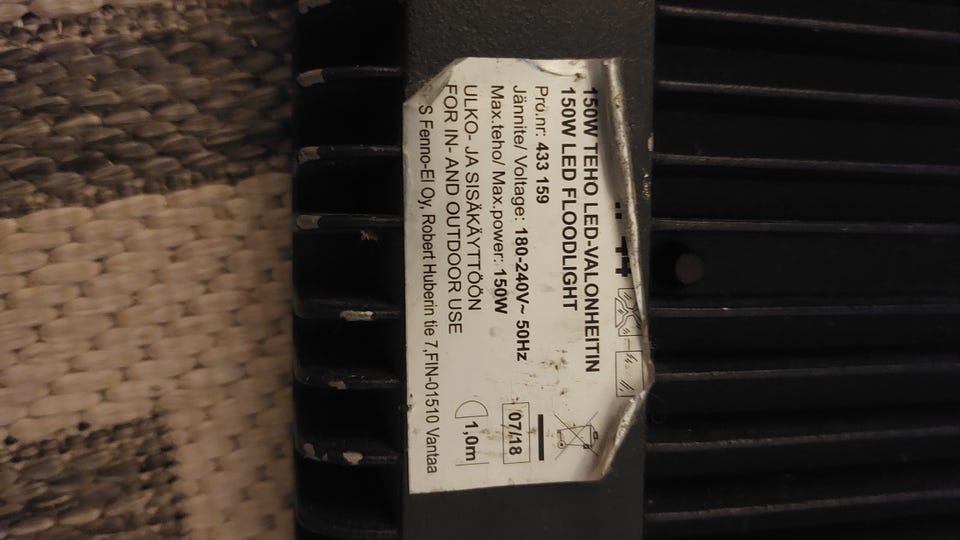 150W TEHO LED-VALONHEITIN
150W LED FLOODLIGHT
Pro.nr: 433 159
Jännite/ Voltage: 180-240V~ 50Hz
Max.teho/ Max.power: 150W
ULKO- JA SISÄKÄYTTÖÖN
FOR IN- AND OUTDOOR USE
S Fenno-El Oy, Robert Huberin tie 7,FIN-01510 Vantaa
07/18
1,0m